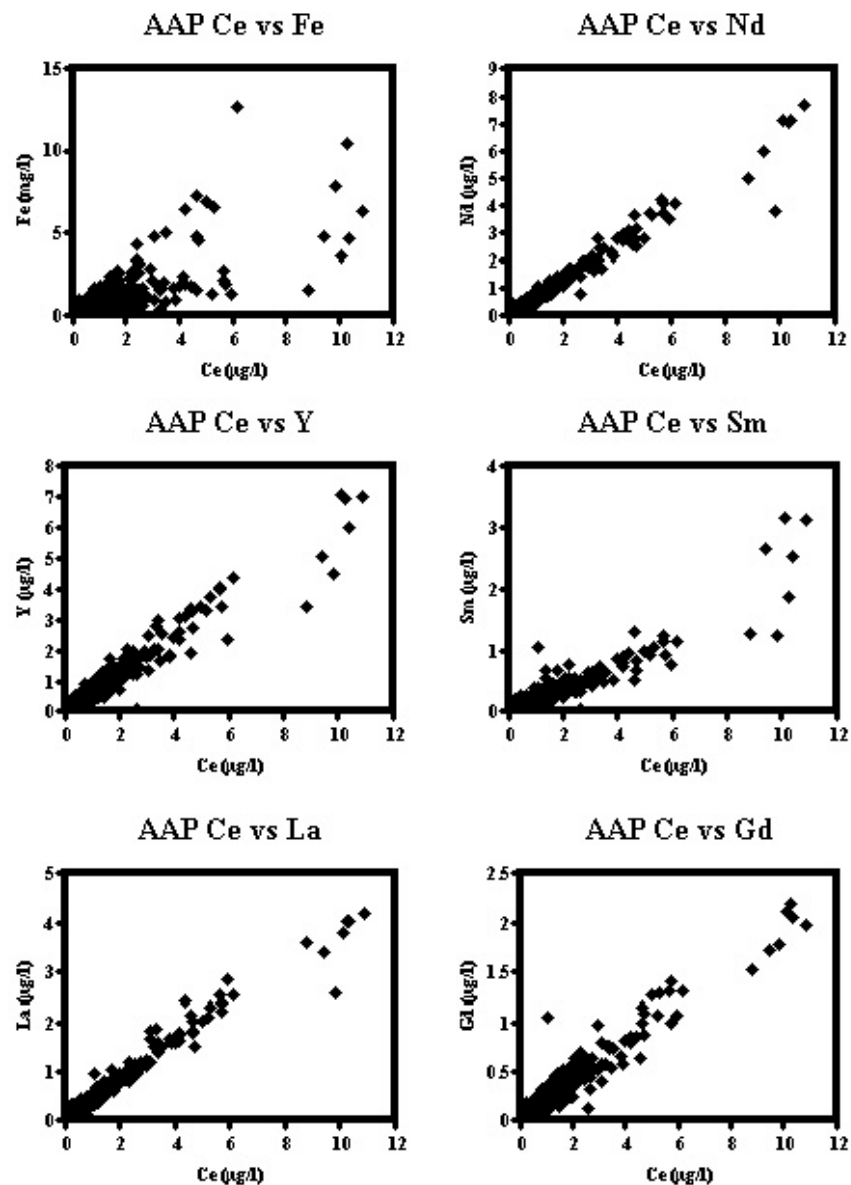 AAP Ce vs Fe
15
10
5
0
Fe (mg/l)
0 2 4 6 8 10 12
Ce (µg/l)
AAP Ce vs Nd
9
8
7
6
5
4
3
2
1
0
Nd (µg/l)
0 2 4 6 8 10 12
Ce (µg/l)
AAP Ce vs Y
8
7
6
5
4
3
2
1
0
Y (µg/l)
0 2 4 6 8 10 12
Ce (µg/l)
AAP Ce vs Sm
4
3
2
1
0
Sm (µg/l)
0 2 4 6 8 10 12
Ce (µg/l)
AAP Ce vs La
5
4
3
2
1
0
La (µg/l)
0 2 4 6 8 10 12
Ce (µg/l)
AAP Ce vs Gd
2.5
2
1.5
1
0.5
0
Gd (µg/l)
0 2 4 6 8 10 12
Ce (µg/l)